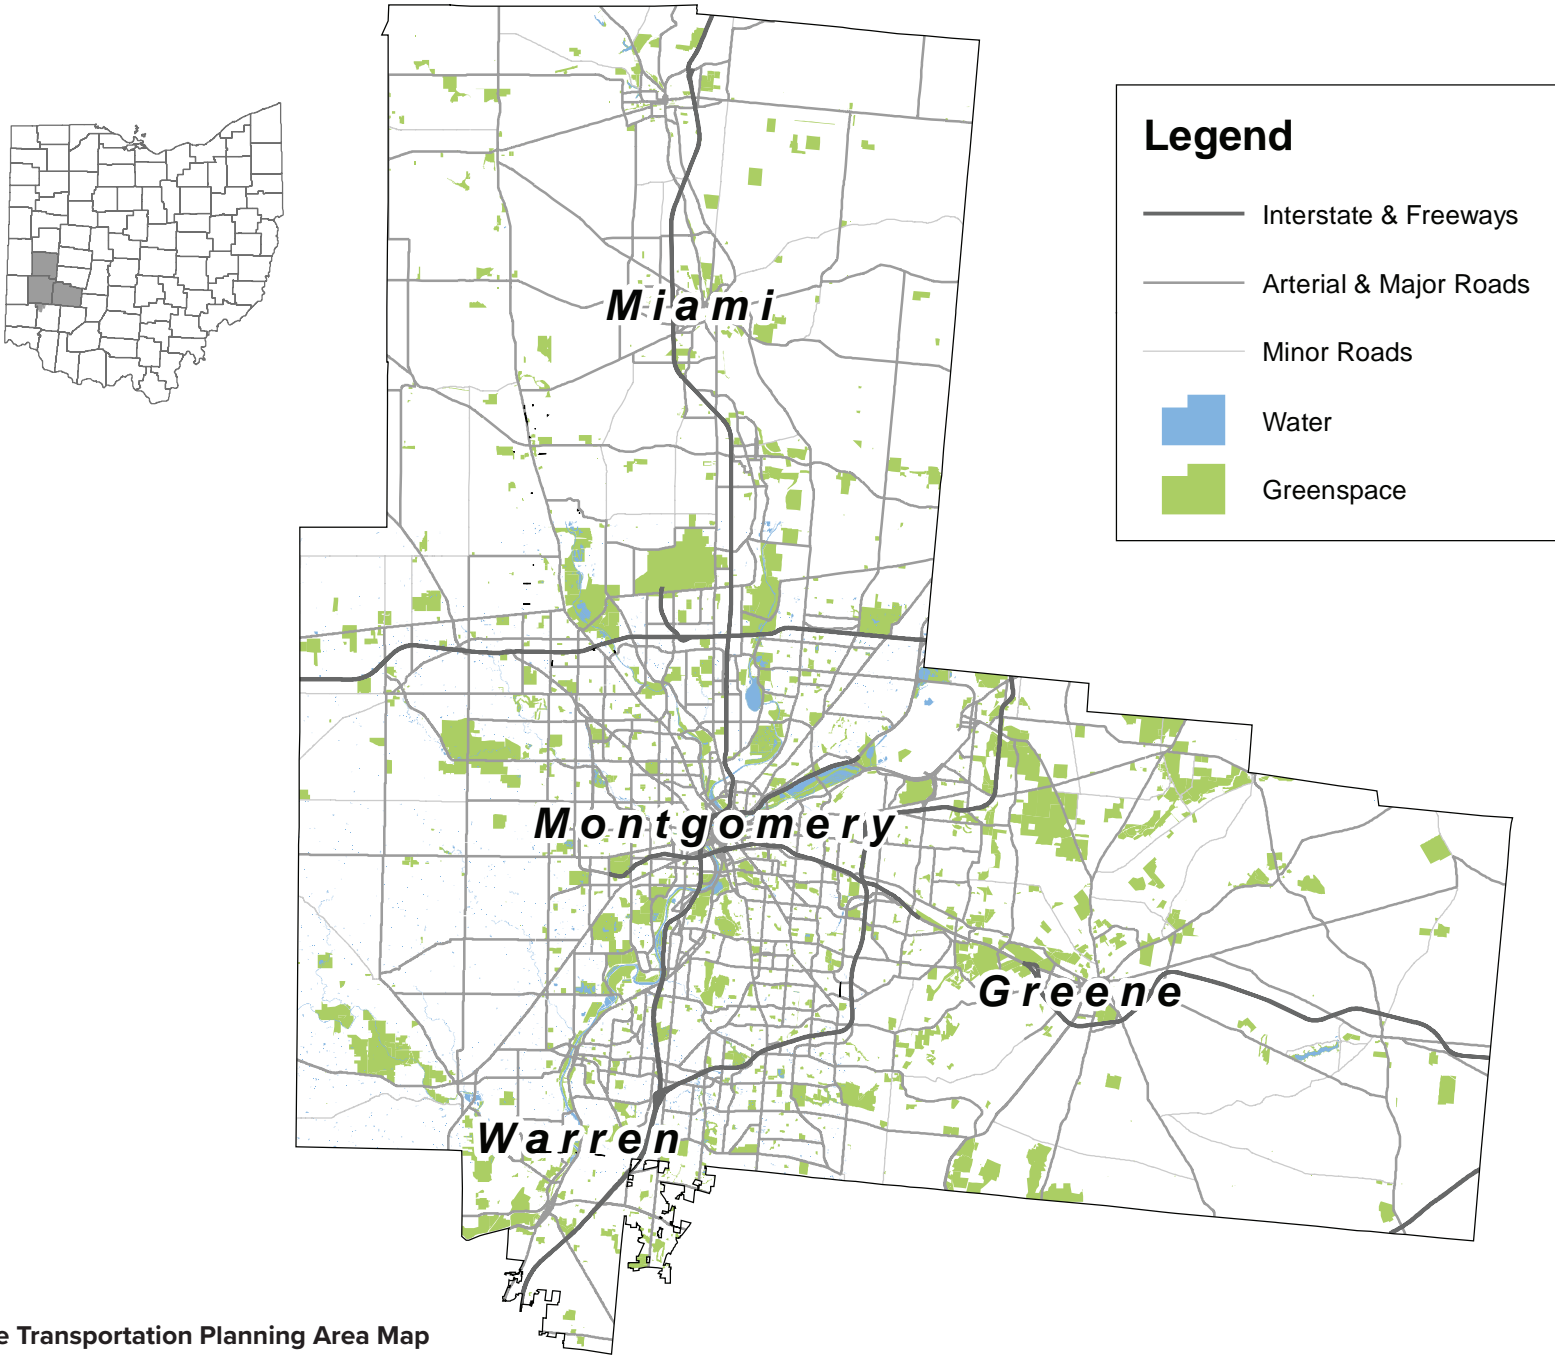 Legend
Interstate & Freeways
Arterial & Major Roads
Minor Roads
Water
Greenspace
Miami
Montgomery
Greene
Warren
Transportation Planning Area Map